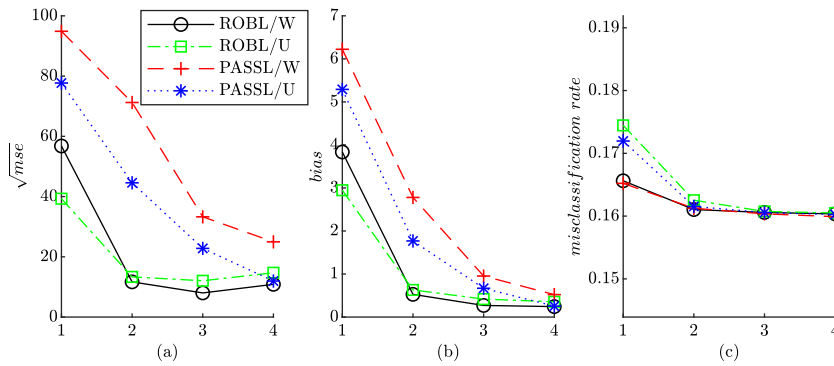 100
80
60
40
20
0
√mse
1 2 3 4
(a)
ROBL/W
ROBL/U
PASSL/W
PASSL/U
7
6
5
4
3
2
1
0
bias
1 2 3 4
(b)
0.19
0.18
0.17
0.16
0.15
misclassification rate
1 2 3 4
(c)